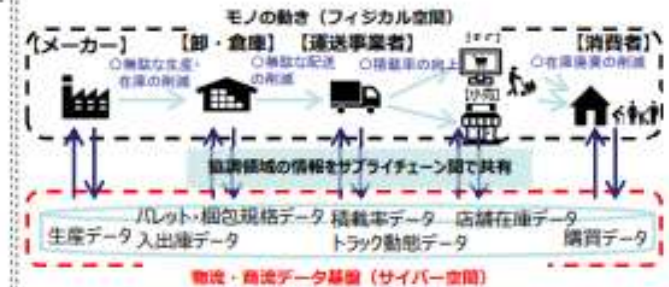 モノの動き（フィジカル空間）
【メーカー】 【卸・倉庫】 【運送事業者】 【消費者】
○無駄な生産・
在庫の削減
○無駄な配送
の削減
○積載率の向上
○在庫廃棄の削減
協調領域の情報をサプライチェーン間で共有
パレット・梱包規格データ 積載率データ 店舗在庫データ
生産データ 入出庫データ トラック動態データ 購買データ
物流・商流データ基盤（サイバー空間）